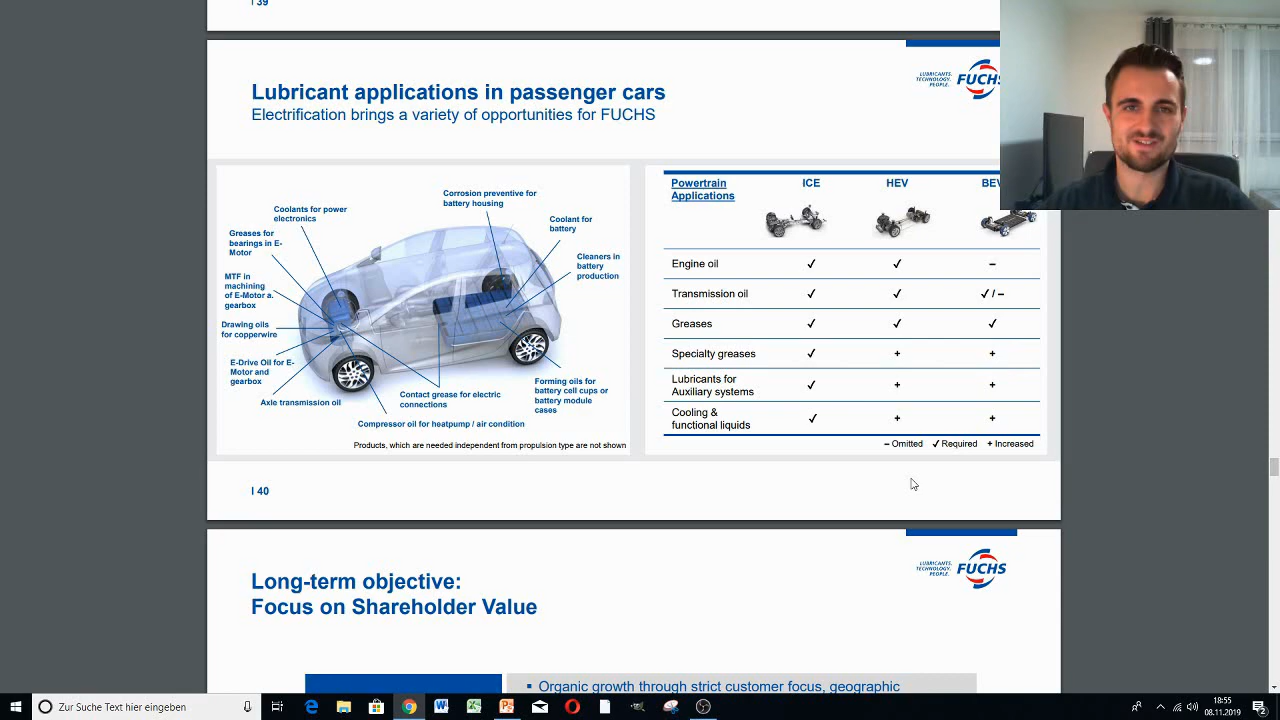 I 39
Lubricant applications in passenger cars
Electrification brings a variety of opportunities for FUCHS
LUBRICANTS.
TECHNOLOGY.
PEOPLE.
FUCHS
Corrosion preventive for
battery housing
Coolants for power
electronics
Coolant for
battery
Greases for
bearings in E-
Motor
Cleaners in
battery
production
MTF in
machining
of E-Motor a.
gearbox
Drawing oils
for copperwire
E-Drive Oil for E-
Motor and
gearbox
Axle transmission oil
Contact grease for electric
connections
Forming oils for
battery cell cups or
battery module
cases
Compressor oil for heatpump / air condition
Products, which are needed independent from propulsion type are not shown
Powertrain
Applications
ICE HEV BEV
Engine oil ✓ ✓ –
Transmission oil ✓ ✓ ✓ / –
Greases ✓ ✓ ✓
Specialty greases ✓ + +
Lubricants for
Auxiliary systems ✓ + +
Cooling &
functional liquids ✓ + +
– Omitted ✓ Required + Increased
I 40
Long-term objective:
Focus on Shareholder Value
LUBRICANTS.
TECHNOLOGY.
PEOPLE.
FUCHS
▪ Organic growth through strict customer focus, geographic
Zur Suche Text hier eingeben
18:55
08.11.2019
2